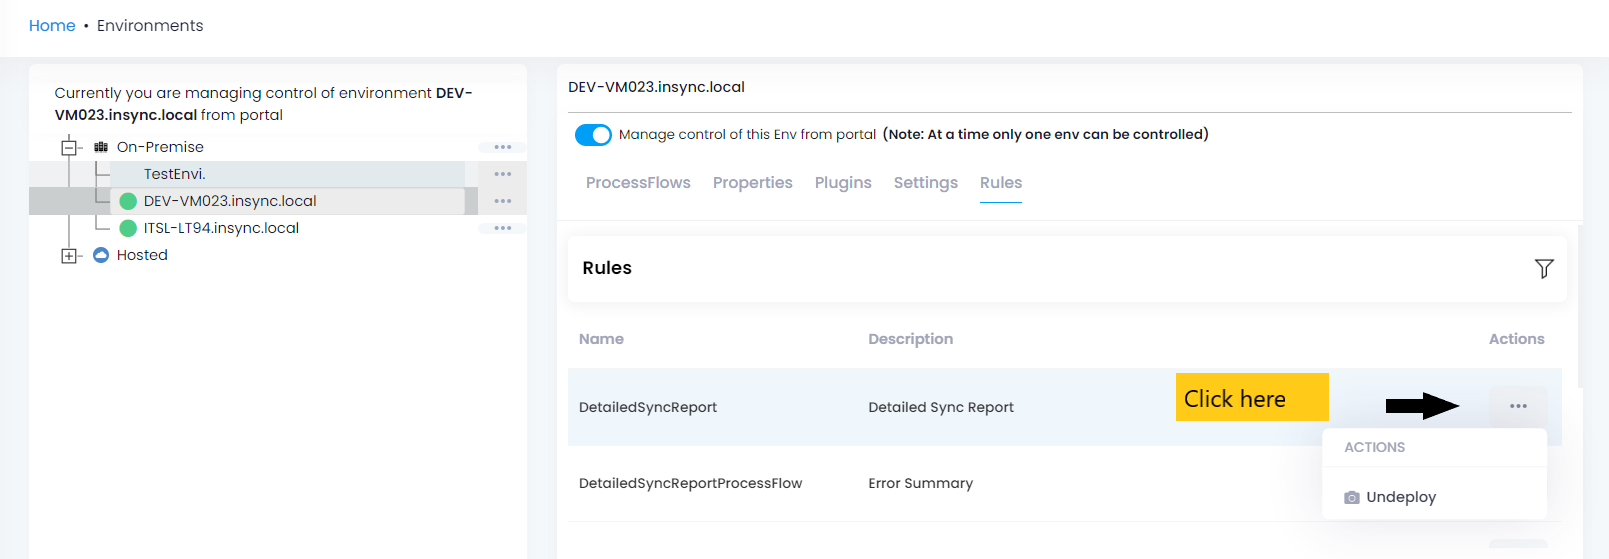 Home • Environments
Currently you are managing control of environment DEV-
VM023.insync.local from portal
On-Premise
TestEnvi.
DEV-VM023.insync.local
ITSL-LT94.insync.local
Hosted
DEV-VM023.insync.local
Manage control of this Env from portal (Note: At a time only one env can be controlled)
ProcessFlows Properties Plugins Settings Rules
Rules
Name Description Actions
DetailedSyncReport Detailed Sync Report Click here
ACTIONS
DetailedSyncReportProcessFlow Error Summary
Undeploy